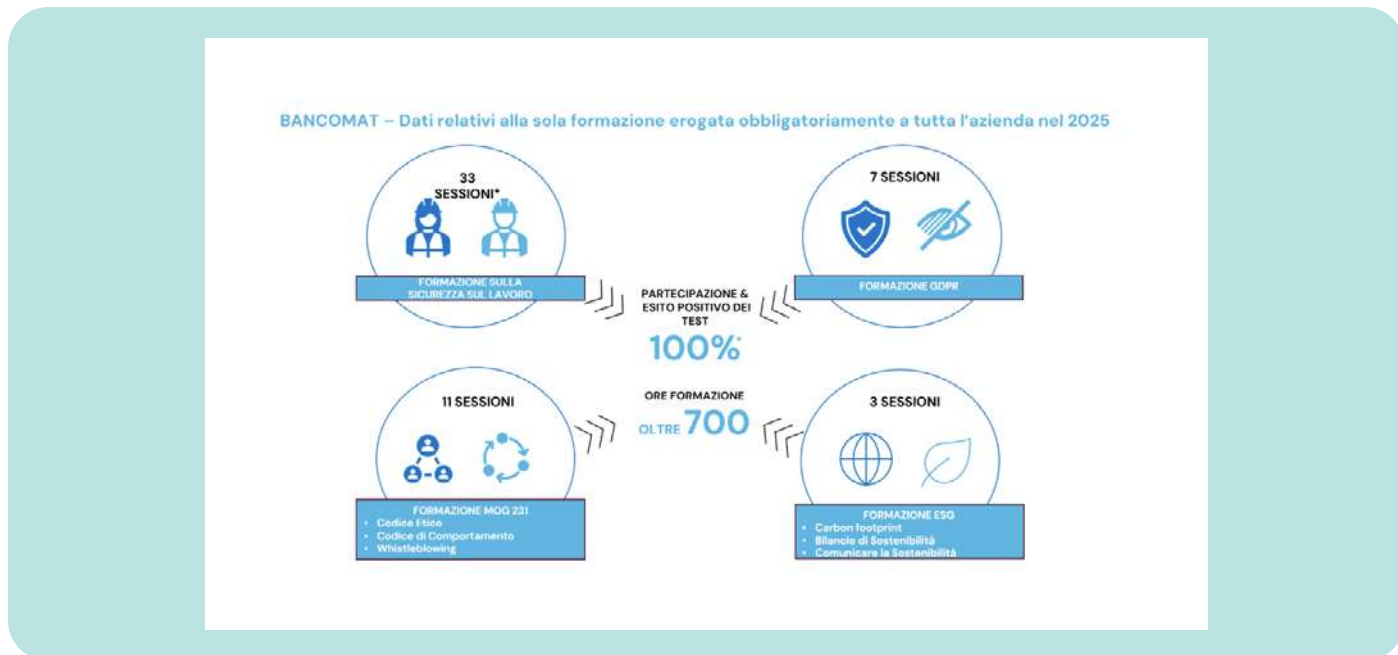 BANCOMAT – Dati relativi alla sola formazione erogata obbligatoriamente a tutta l'azienda nel 2025
33
SESSIONI*
FORMAZIONE SULLA
SICUREZZA SUL LAVORO
7 SESSIONI
FORMAZIONE GDPR
PARTECIPAZIONE &
ESITO POSITIVO DEI
TEST
100%*
ORE FORMAZIONE
OLTRE 700
11 SESSIONI
FORMAZIONE MOG 231
• Codice Etico
• Codice di Comportamento
• Whistleblowing
3 SESSIONI
FORMAZIONE ESG
• Carbon footprint
• Bilancio di Sostenibilità
• Comunicare la Sostenibilità